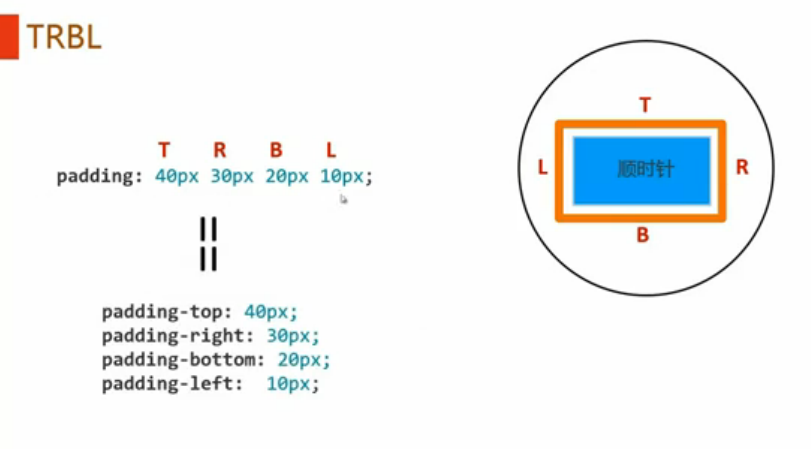 TRBL
T R B L
padding: 40px 30px 20px 10px;
padding-top: 40px;
padding-right: 30px;
padding-bottom: 20px;
padding-left: 10px;
T
L 顺时针 R
B